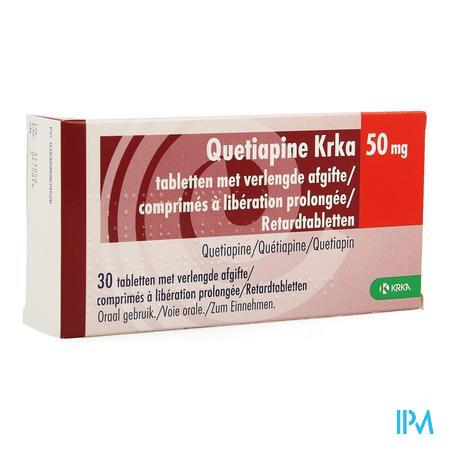 Quetiapine Krka 50 mg
tabletten met verlengde afgifte/
comprimés à libération prolongée/
Retardtabletten
Quetiapine/Quétiapine/Quetiapin
30 tabletten met verlengde afgifte/
comprimés à libération prolongée/Retardtabletten
Oraal gebruik./Voie orale./Zum Einnehmen.
KRKA
IPM